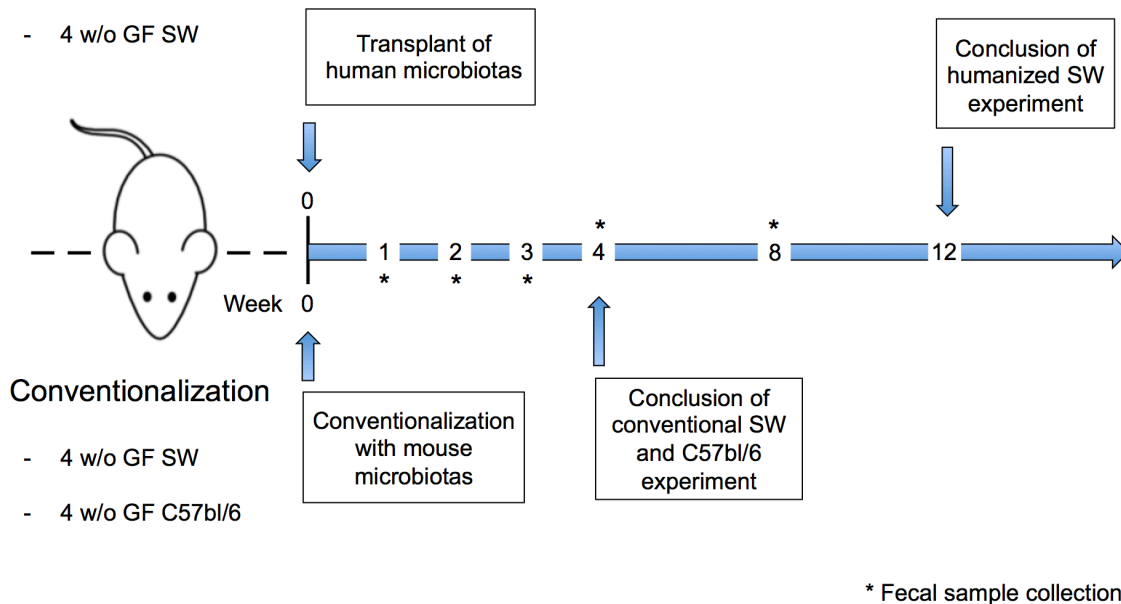 - 4 w/o GF SW
Transplant of
human microbiotas
Conclusion of
humanized SW
experiment
0
* *
1 2 3 4 8 12
* * *
Week 0
Conventionalization
- 4 w/o GF SW
- 4 w/o GF C57bl/6
Conventionalization
with mouse
microbiotas
Conclusion of
conventional SW
and C57bl/6
experiment
* Fecal sample collection